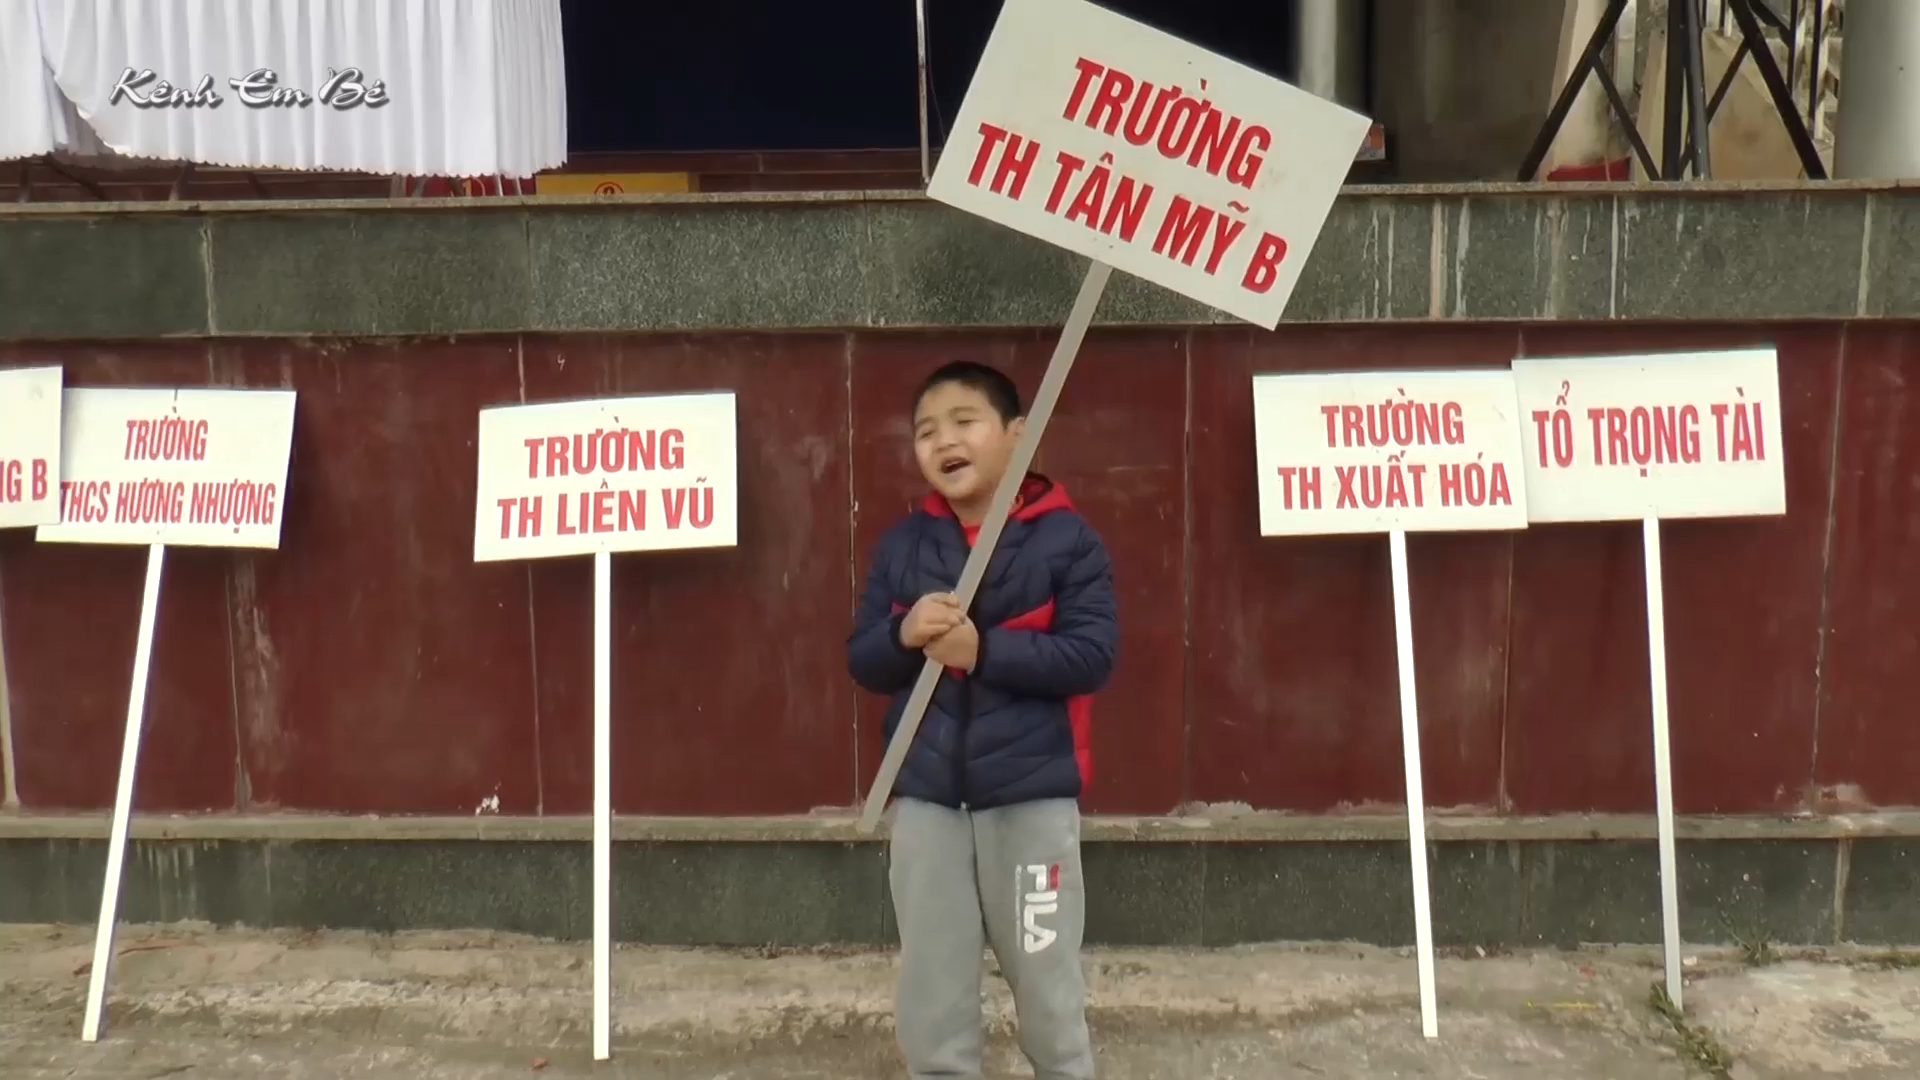 Kênh Em Bé
TRƯỜNG
TH TÂN MỸ B
NG B
TRƯỜNG
THCS HƯƠNG NHƯỢNG
TRƯỜNG
TH LIÊN VŨ
TRƯỜNG
TH XUẤT HÓA
TỔ TRỌNG TÀI
FILA